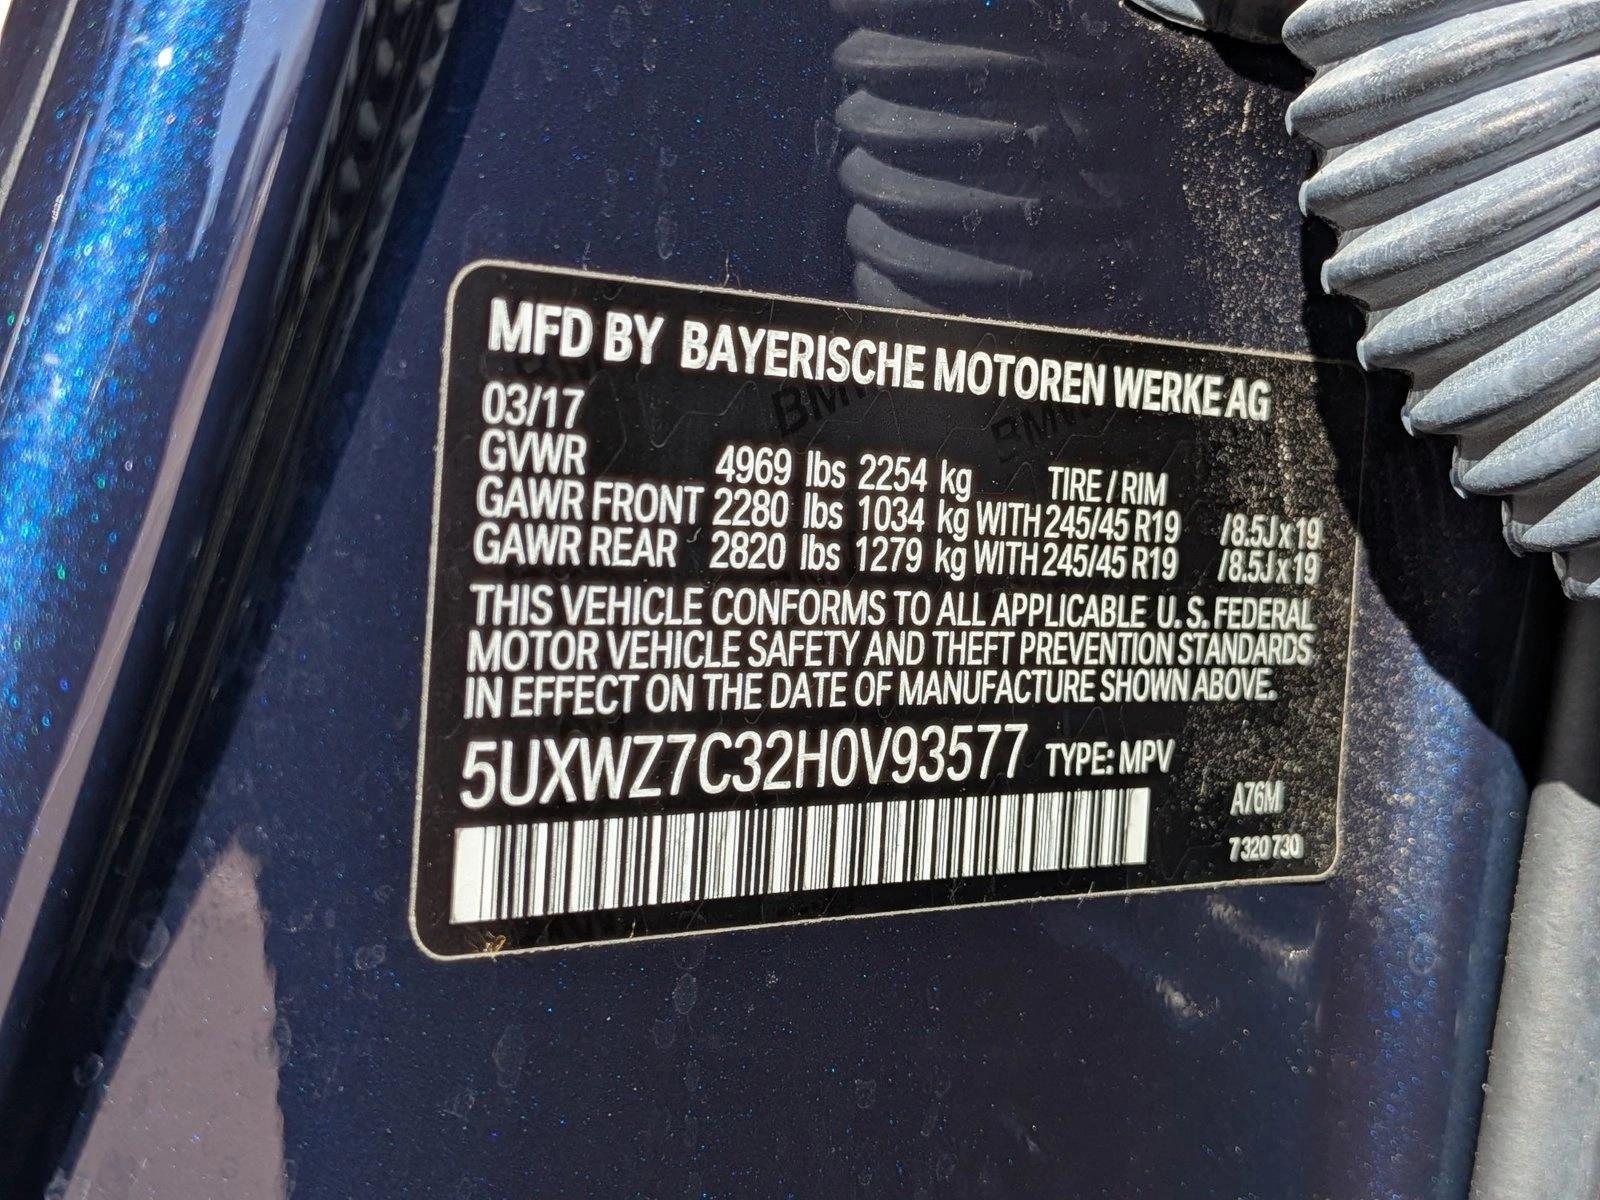 MFD BY BAYERISCHE MOTOREN WERKE AG
03/17
GVWR 4969 lbs 2254 kg TIRE / RIM
GAWR FRONT 2280 lbs 1034 kg WITH 245/45 R19 /8.5J x 19
GAWR REAR 2820 lbs 1279 kg WITH 245/45 R19 /8.5J x 19
THIS VEHICLE CONFORMS TO ALL APPLICABLE U.S. FEDERAL
MOTOR VEHICLE SAFETY AND THEFT PREVENTION STANDARDS
IN EFFECT ON THE DATE OF MANUFACTURE SHOWN ABOVE.
5UXWZ7C32H0V93577 TYPE: MPV
A76M
7 320 730